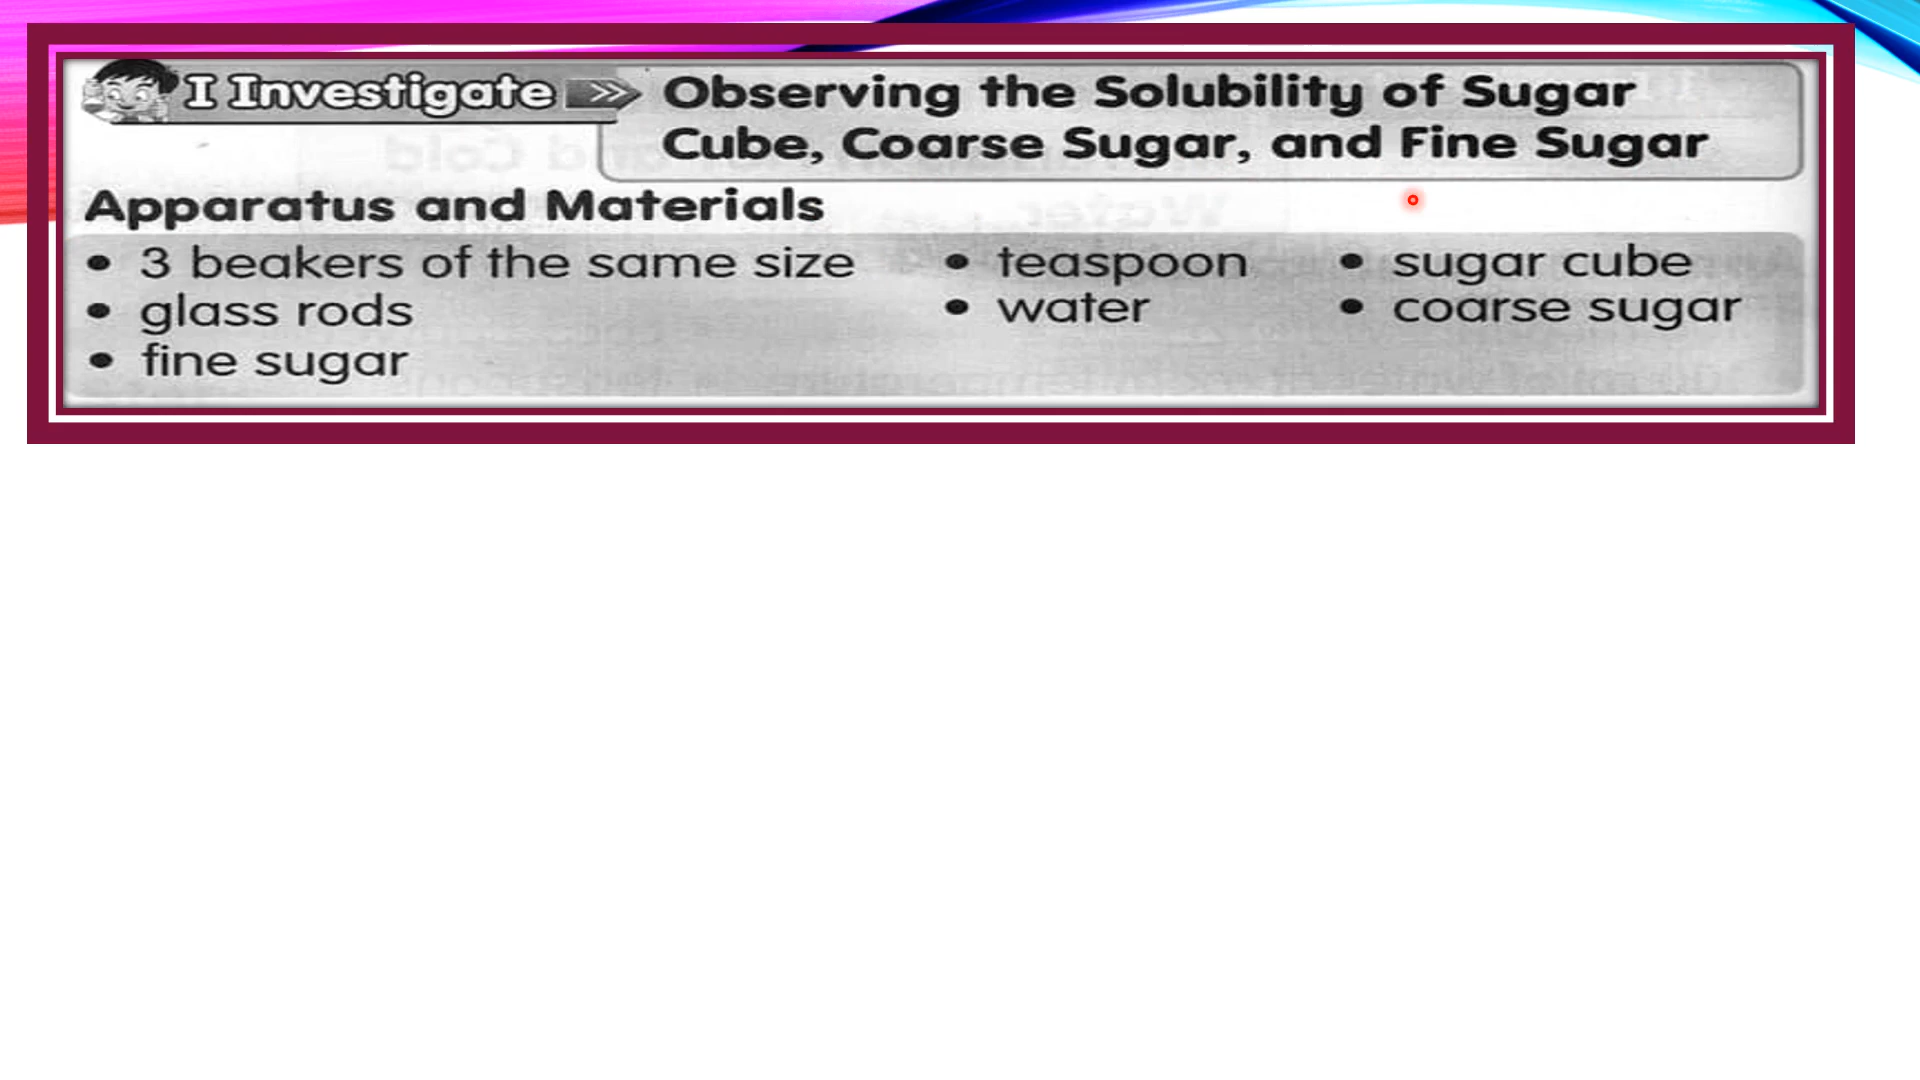 I Investigate
Observing the Solubility of Sugar
Cube, Coarse Sugar, and Fine Sugar
Apparatus and Materials
• 3 beakers of the same size
• glass rods
• fine sugar
• teaspoon
• water
• sugar cube
• coarse sugar